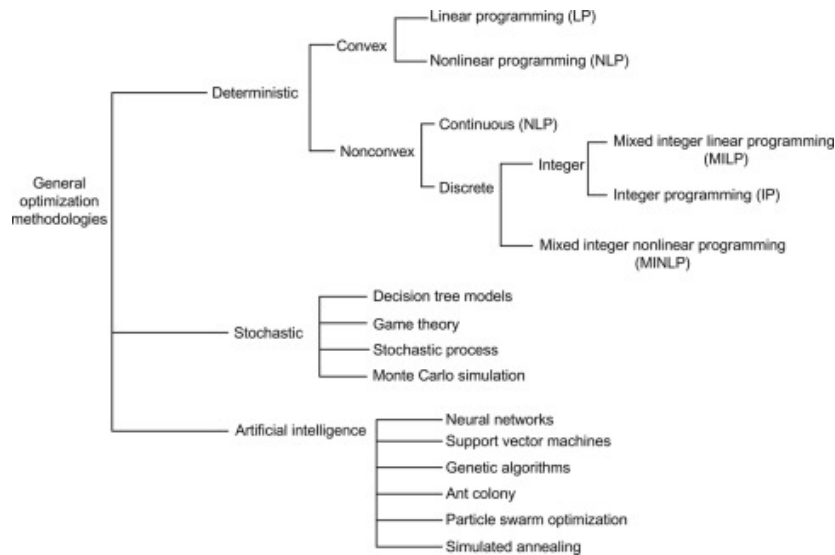 Linear programming (LP)
Convex
Nonlinear programming (NLP)
Deterministic
Continuous (NLP)
Nonconvex
Mixed integer linear programming
(MILP)
Integer
Discrete
Integer programming (IP)
General
optimization
methodologies
Mixed integer nonlinear programming
(MINLP)
Decision tree models
Game theory
Stochastic
Stochastic process
Monte Carlo simulation
Neural networks
Artificial intelligence
Support vector machines
Genetic algorithms
Ant colony
Particle swarm optimization
Simulated annealing